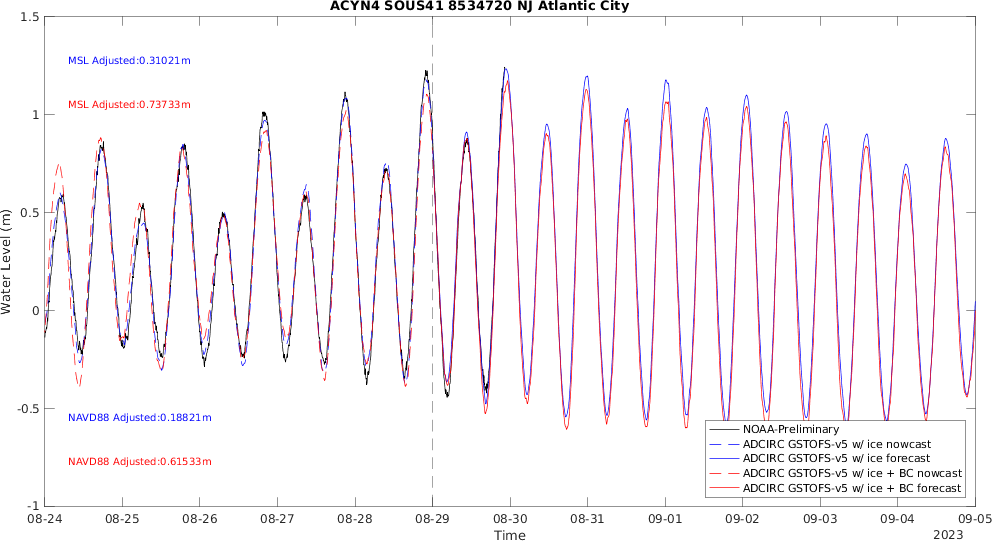 ACYN4 SOUS41 8534720 NJ Atlantic City
1.5
1
0.5
0
-0.5
-1
Water Level (m)
MSL Adjusted:0.31021m
MSL Adjusted:0.73733m
NAVD88 Adjusted:0.18821m
NAVD88 Adjusted:0.61533m
NOAA-Preliminary
ADCIRC GSTOFS-v5 w/ ice nowcast
ADCIRC GSTOFS-v5 w/ ice forecast
ADCIRC GSTOFS-v5 w/ ice + BC nowcast
ADCIRC GSTOFS-v5 w/ ice + BC forecast
08-24 08-25 08-26 08-27 08-28 08-29 08-30 08-31 09-01 09-02 09-03 09-04 09-05
Time
2023